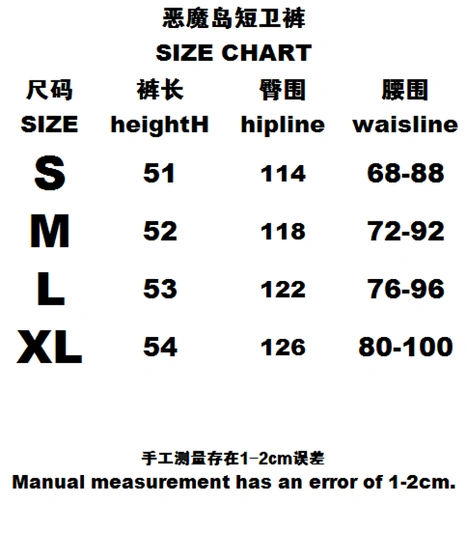 恶魔岛短卫裤
SIZE CHART
尺码 裤长 臀围 腰围
SIZE heightH hipline waisline
S 51 114 68-88
M 52 118 72-92
L 53 122 76-96
XL 54 126 80-100
手工测量存在1-2cm误差
Manual measurement has an error of 1-2cm.